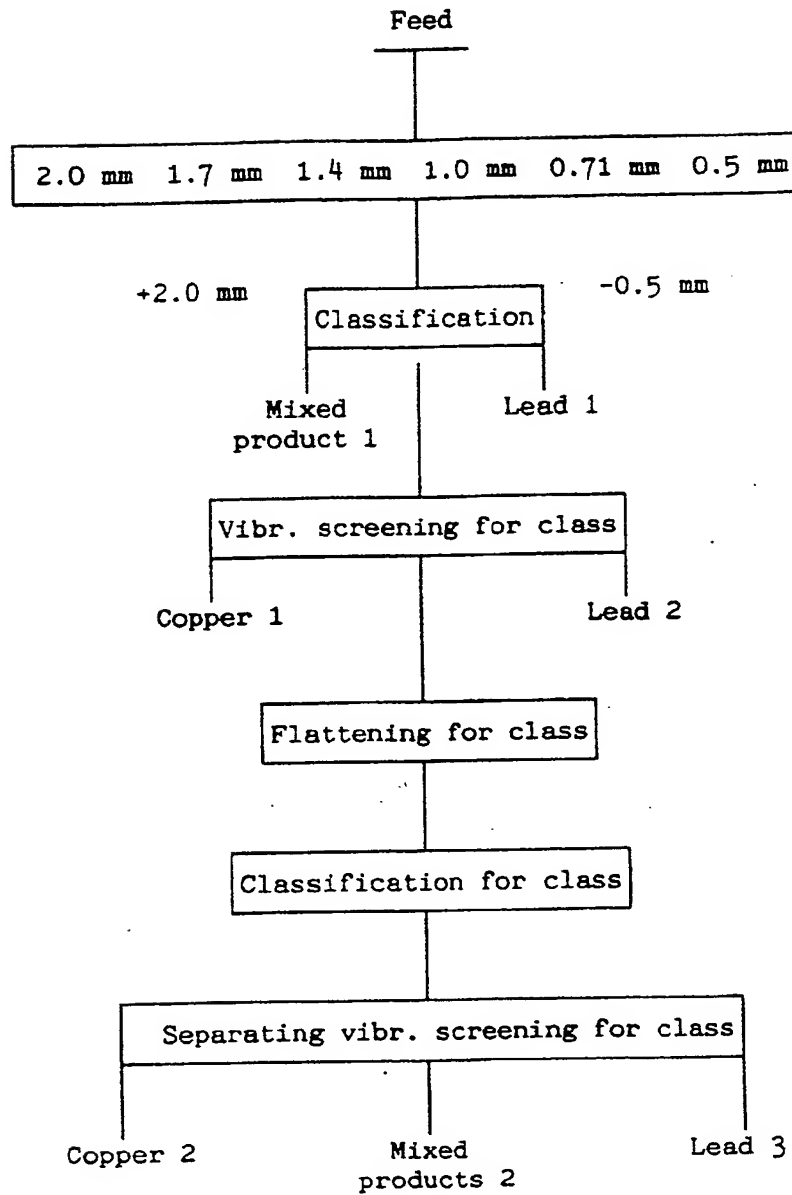 Feed
2.0 mm 1.7 mm 1.4 mm 1.0 mm 0.71 mm 0.5 mm
+2.0 mm
-0.5 mm
Classification
Mixed
product 1
Lead 1
Vibr. screening for class
Copper 1
Lead 2
Flattening for class
Classification for class
Separating vibr. screening for class
Copper 2
Mixed
products 2
Lead 3